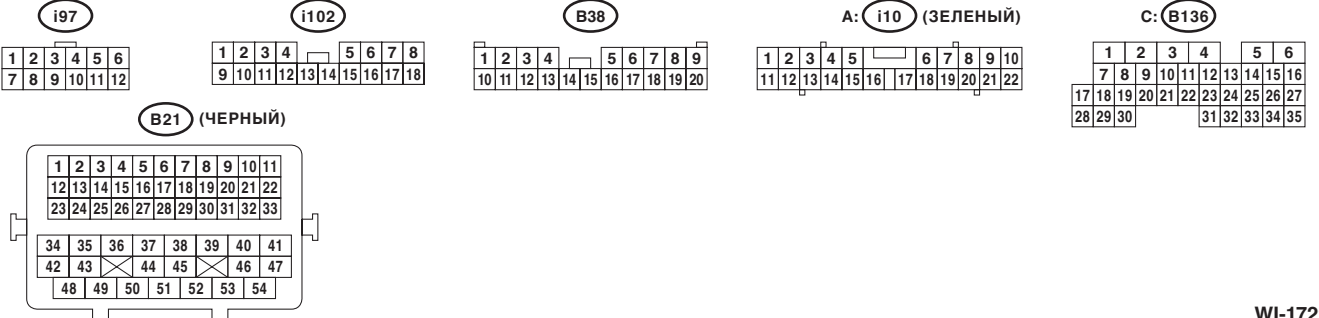 i97
1 2 3 4 5 6
7 8 9 10 11 12
i102
1 2 3 4 5 6 7 8
9 10 11 12 13 14 15 16 17 18
B38
1 2 3 4 5 6 7 8 9
10 11 12 13 14 15 16 17 18 19 20
A: i10 (ЗЕЛЕНЫЙ)
1 2 3 4 5 6 7 8 9 10
11 12 13 14 15 16 17 18 19 20 21 22
C: B136
1 2 3 4 5 6
7 8 9 10 11 12 13 14 15 16
17 18 19 20 21 22 23 24 25 26 27
28 29 30 31 32 33 34 35
B21 (ЧЕРНЫЙ)
1 2 3 4 5 6 7 8 9 10 11
12 13 14 15 16 17 18 19 20 21 22
23 24 25 26 27 28 29 30 31 32 33
34 35 36 37 38 39 40 41
42 43 44 45 46 47
48 49 50 51 52 53 54
WI-172